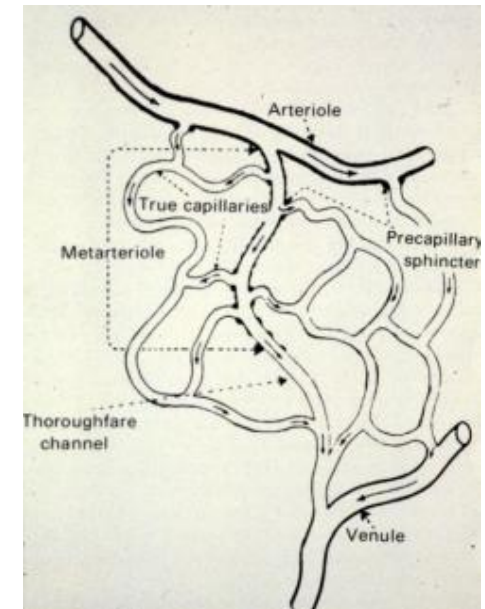 Arteriole
True capillaries
Precapillary
sphincter
Metarteriole
Thoroughfare
channel
Venule